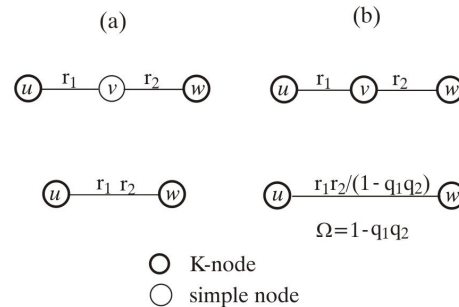 (a) (b)
u r₁ v r₂ w u r₁ v r₂ w
u r₁ r₂ w u r₁r₂/(1- q₁q₂) w
Ω=1- q₁q₂
K-node
simple node